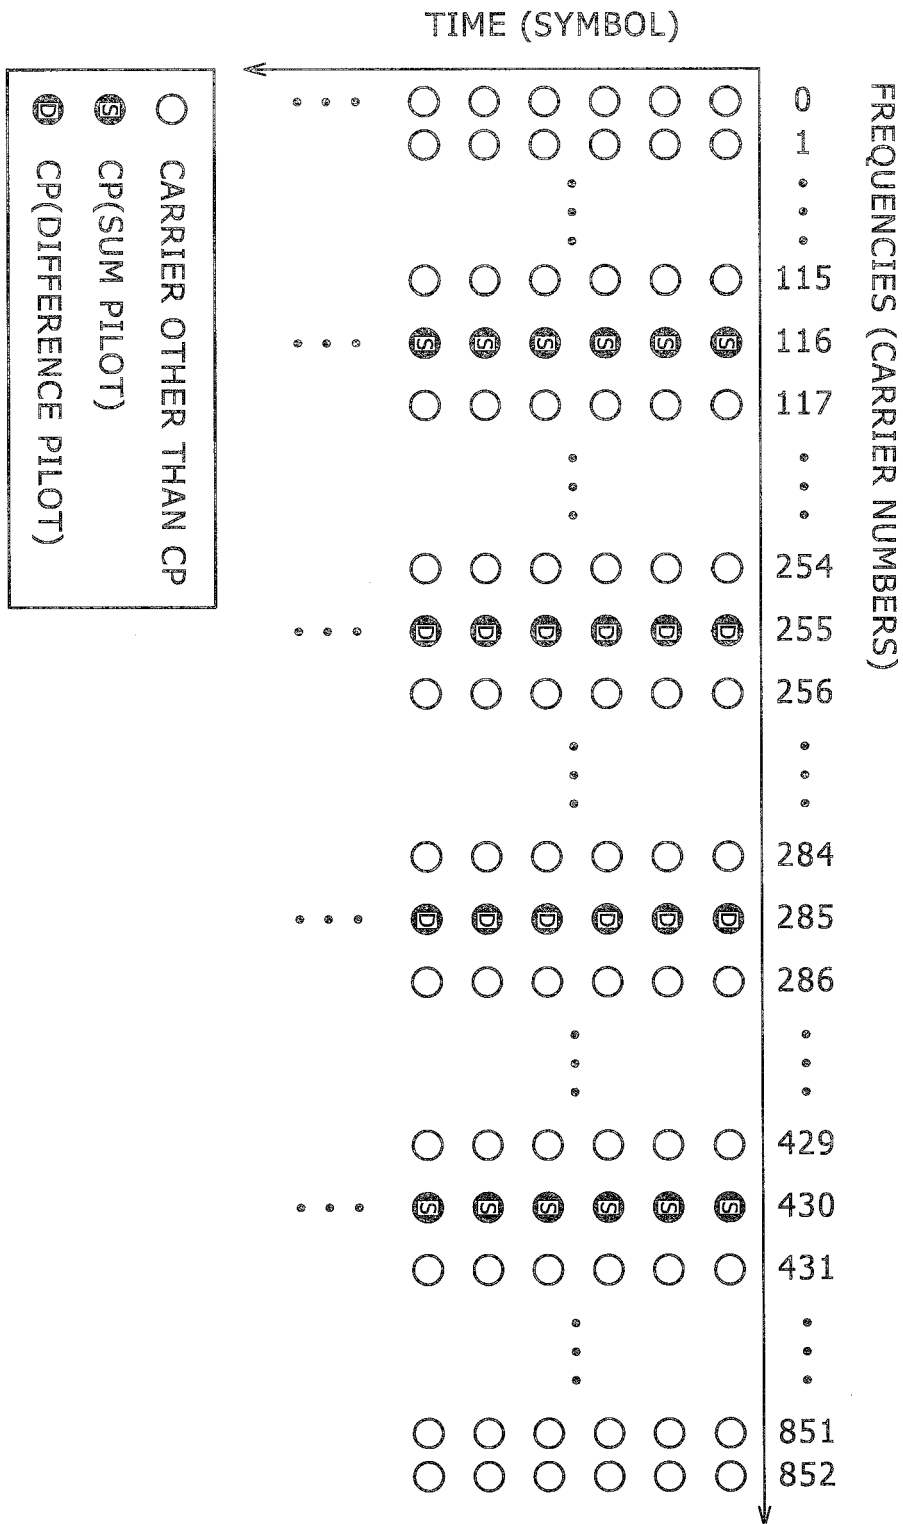 TIME (SYMBOL)
FREQUENCIES (CARRIER NUMBERS)
0
1
115
S S S S S S 116
117
254
D D D D D D 255
256
284
D D D D D D 285
286
429
S S S S S S 430
431
851
852
CARRIER OTHER THAN CP
S CP(SUM PILOT)
D CP(DIFFERENCE PILOT)